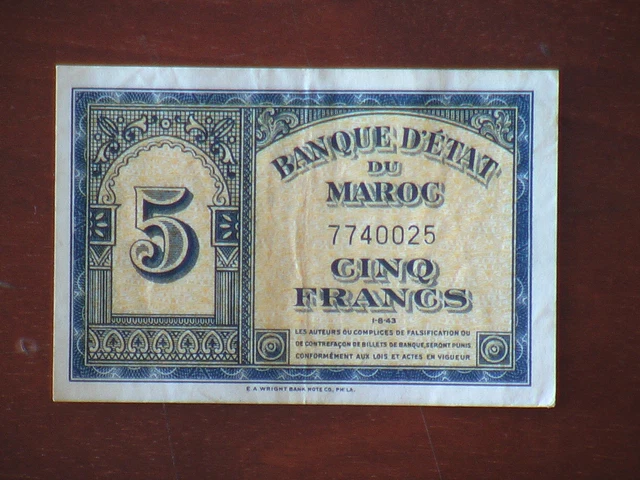 BANQUE D'ÉTAT
DU
MAROC
5
7740025
CINQ
FRANCS
1-8-43
LES AUTEURS OU COMPLICES DE FALSIFICATION OU
DE CONTREFAÇON DE BILLETS DE BANQUE, SERONT PUNIS
CONFORMÉMENT AUX LOIS ET ACTES EN VIGUEUR
E. A. WRIGHT BANK NOTE CO., PHILA.